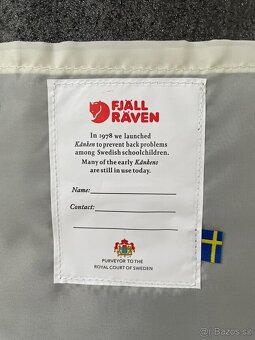 FJÄLL
RÄVEN
In 1978 we launched
Kånken to prevent back problems
among Swedish schoolchildren.
Many of the early Kånkens
are still in use today.
Name:
Contact:
PURVEYOR TO THE
ROYAL COURT OF SWEDEN
Bazos.sk